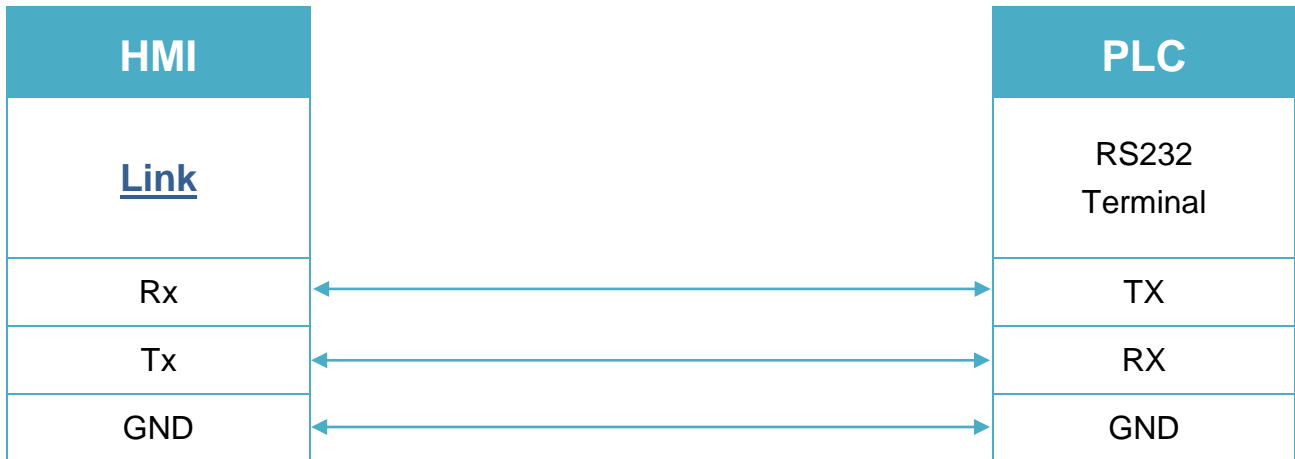 HMI
PLC
Link
RS232
Terminal
Rx
TX
Tx
RX
GND
GND